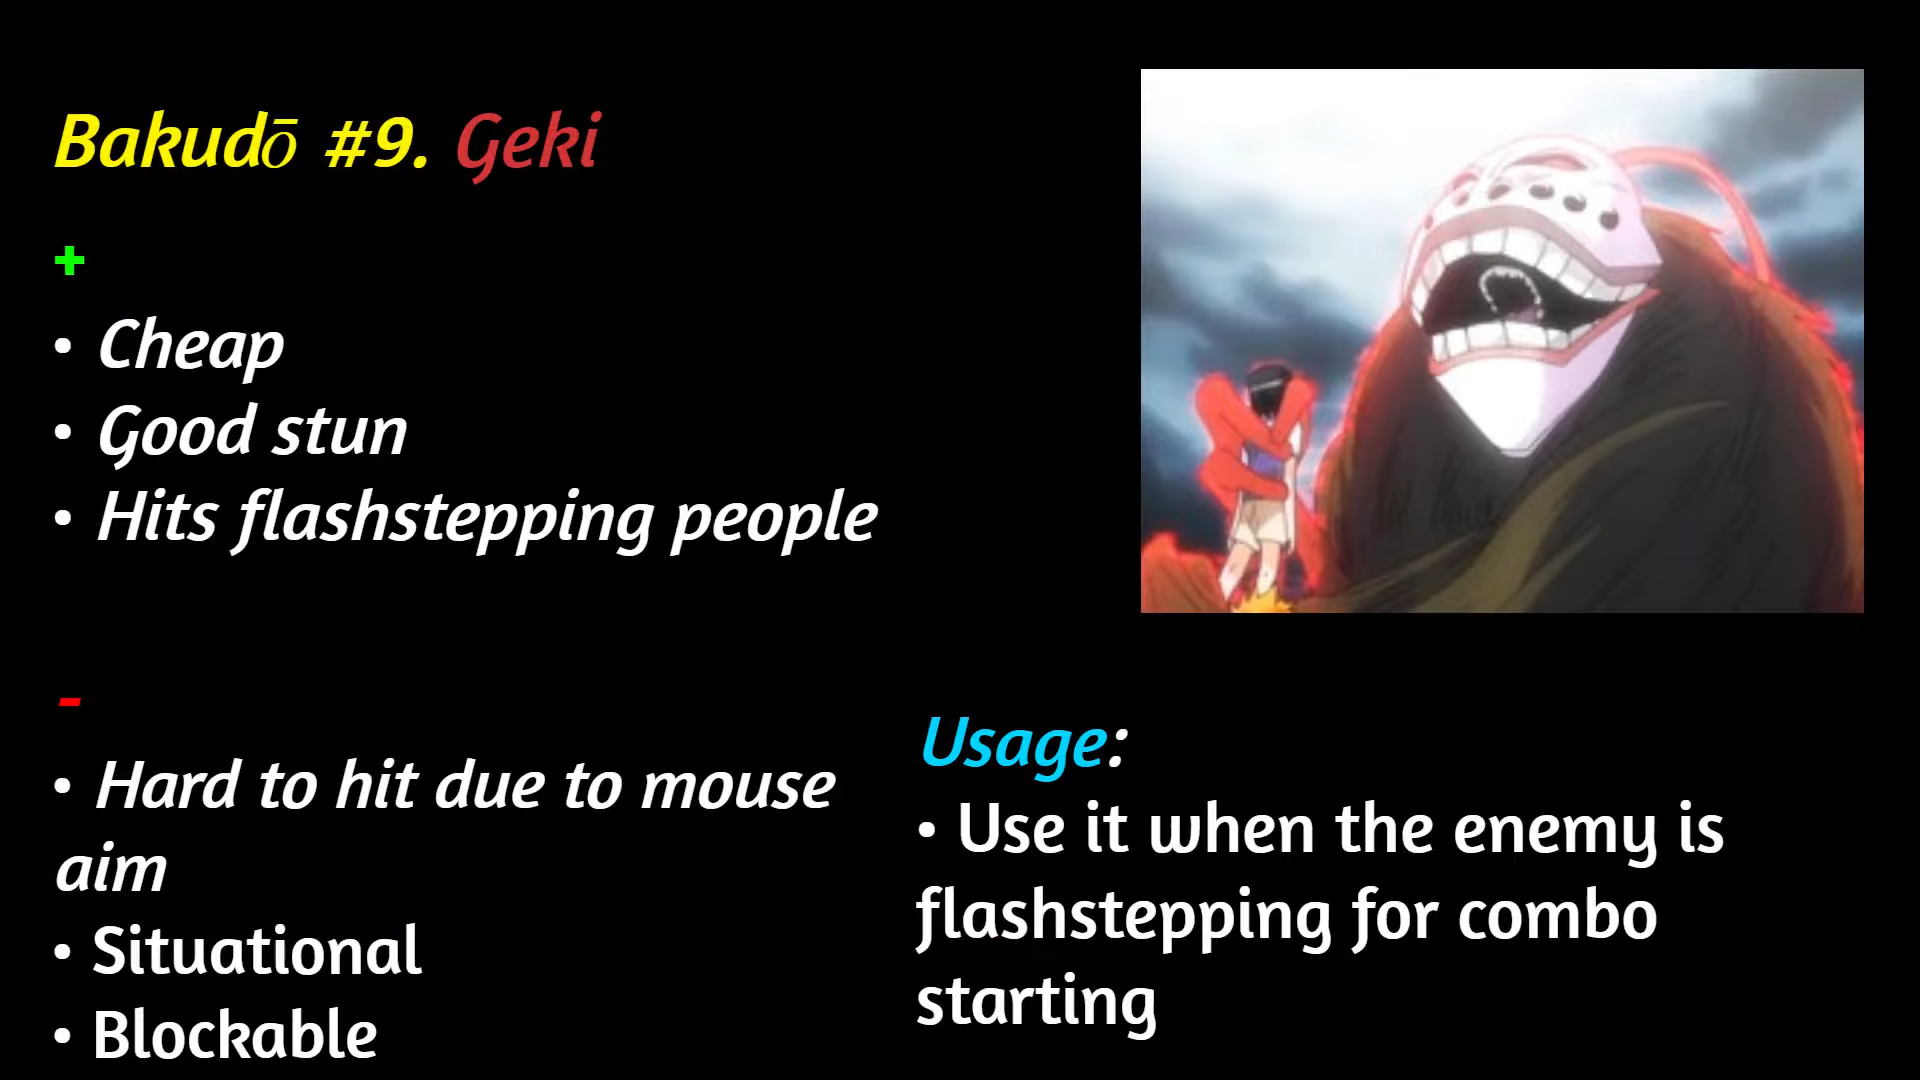 Bakudō #9. Geki
+
• Cheap
• Good stun
• Hits flashstepping people
-
• Hard to hit due to mouse
aim
• Situational
• Blockable
Usage:
• Use it when the enemy is
flashstepping for combo
starting